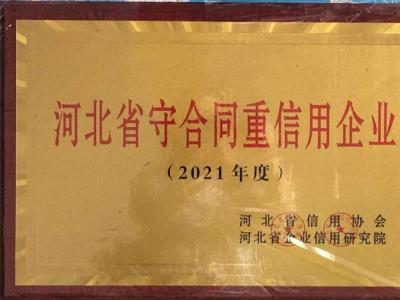 河北省守合同重信用企业
(2021年度)
河北省信用协会
河北省企业信用研究院